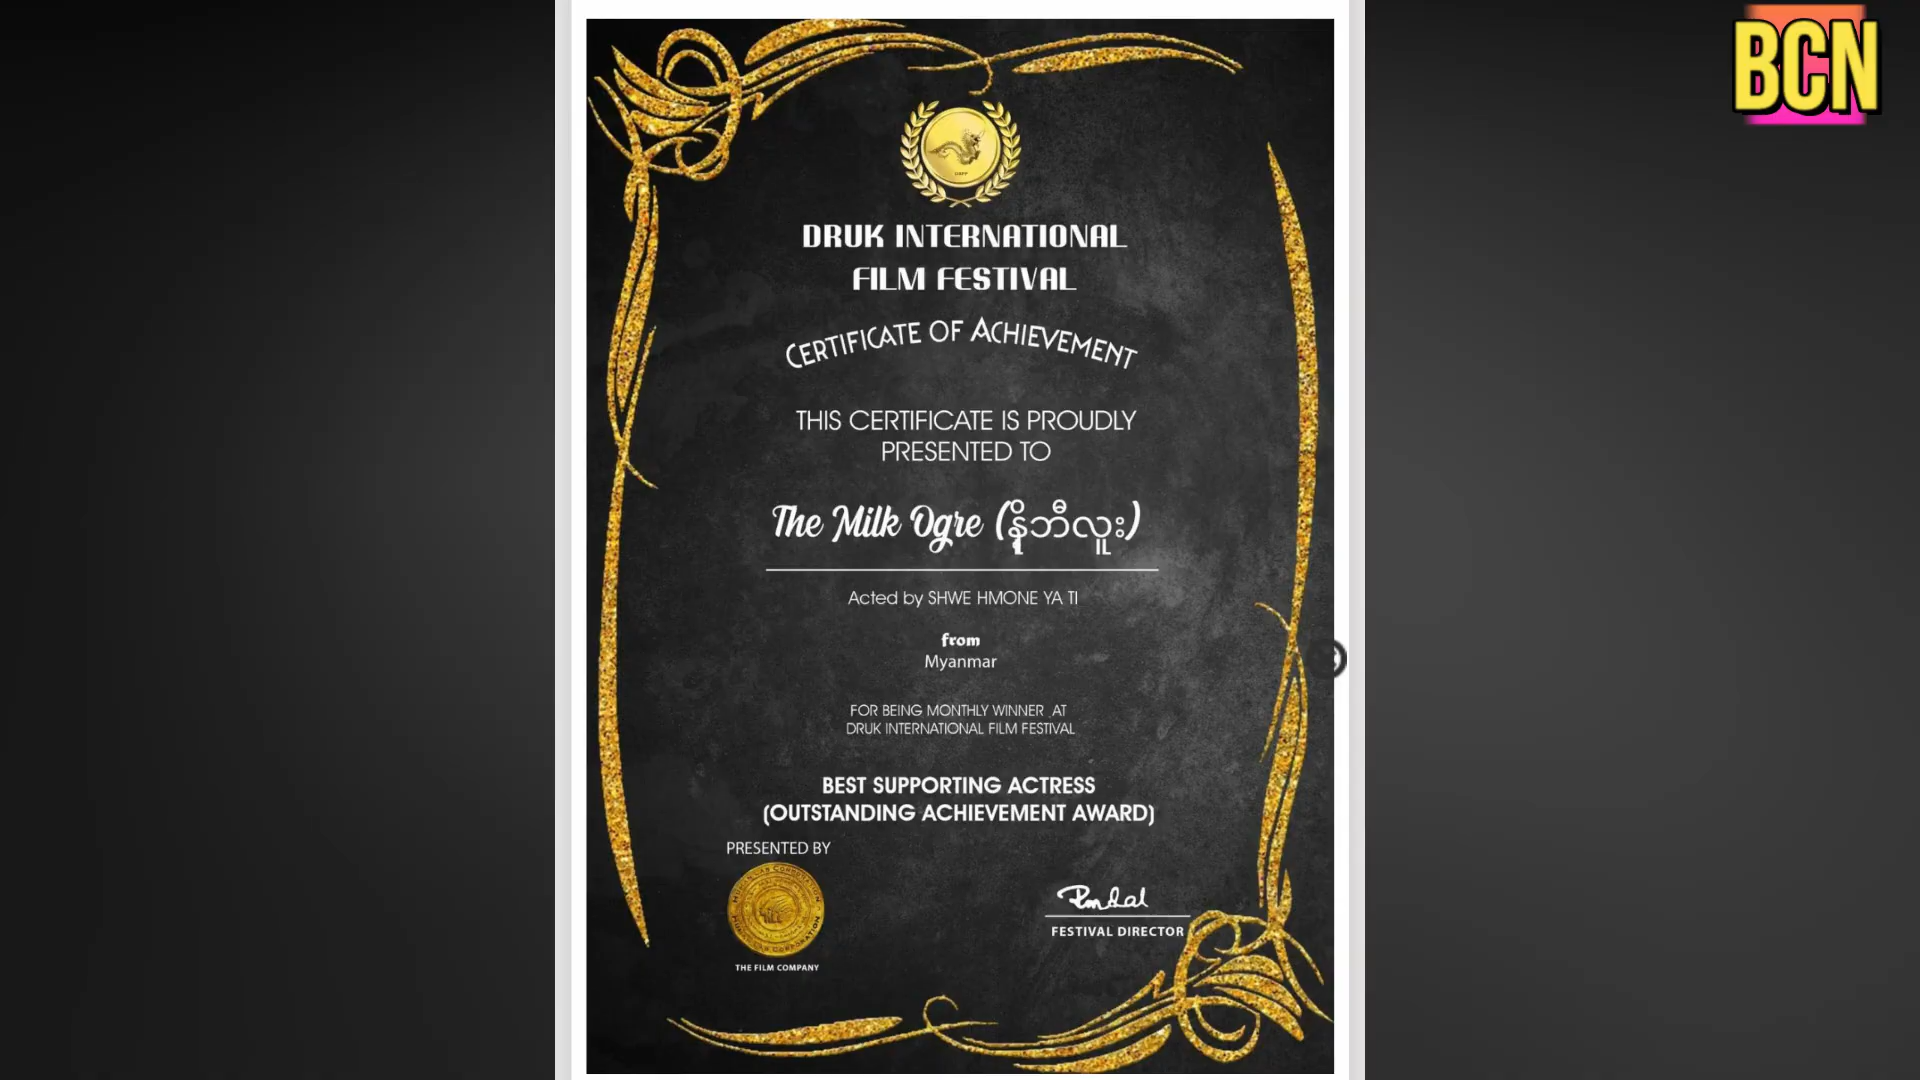 BCN
DRUK INTERNATIONAL
FILM FESTIVAL
CERTIFICATE OF ACHIEVEMENT
THIS CERTIFICATE IS PROUDLY
PRESENTED TO
The Milk Ogre (နို့ဘီလူး)
Acted by SHWE HMONE YA TI
from
Myanmar
FOR BEING MONTHLY WINNER ,AT
DRUK INTERNATIONAL FILM FESTIVAL
BEST SUPPORTING ACTRESS
(OUTSTANDING ACHIEVEMENT AWARD)
PRESENTED BY
FESTIVAL DIRECTOR
THE FILM COMPANY